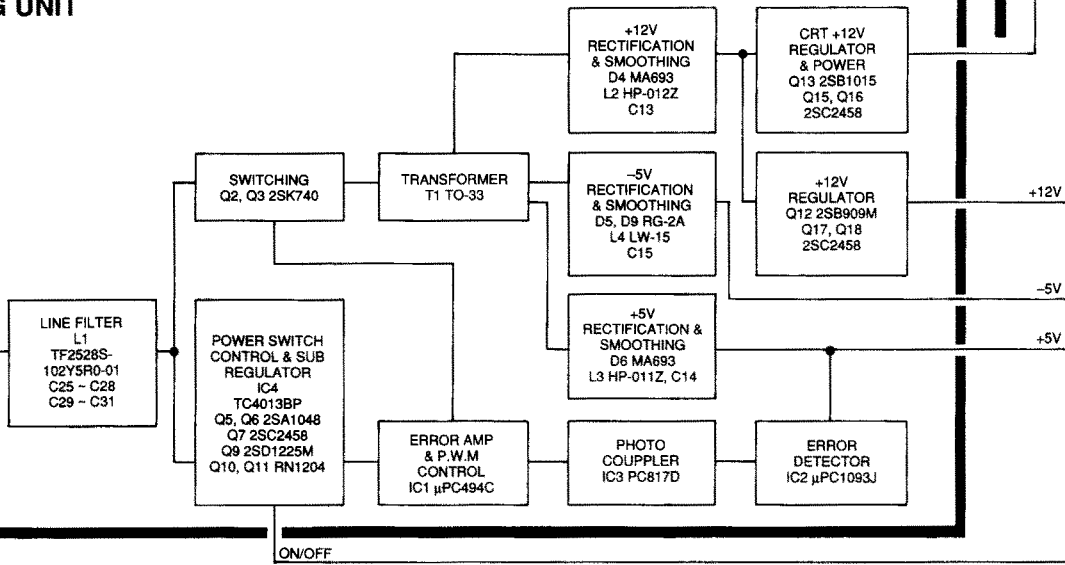 G UNIT
+12V
RECTIFICATION
& SMOOTHING
D4 MA693
L2 HP-012Z
C13
CRT +12V
REGULATOR
& POWER
Q13 2SB1015
Q15, Q16
2SC2458
SWITCHING
Q2, Q3 2SK740
TRANSFORMER
T1 TO-33
–5V
RECTIFICATION
& SMOOTHING
D5, D9 RG-2A
L4 LW-15
C15
+12V
REGULATOR
Q12 2SB909M
Q17, Q18
2SC2458
+12V
–5V
+5V
LINE FILTER
L1
TF2528S-
102Y5R0-01
C25 ~ C28
C29 ~ C31
POWER SWITCH
CONTROL & SUB
REGULATOR
IC4
TC4013BP
Q5, Q6 2SA1048
Q7 2SC2458
Q9 2SD1225M
Q10, Q11 RN1204
+5V
RECTIFICATION &
SMOOTHING
D6 MA693
L3 HP-011Z, C14
ERROR AMP
& P.W.M
CONTROL
IC1 µPC494C
PHOTO
COUPPLER
IC3 PC817D
ERROR
DETECTOR
IC2 µPC1093J
ON/OFF